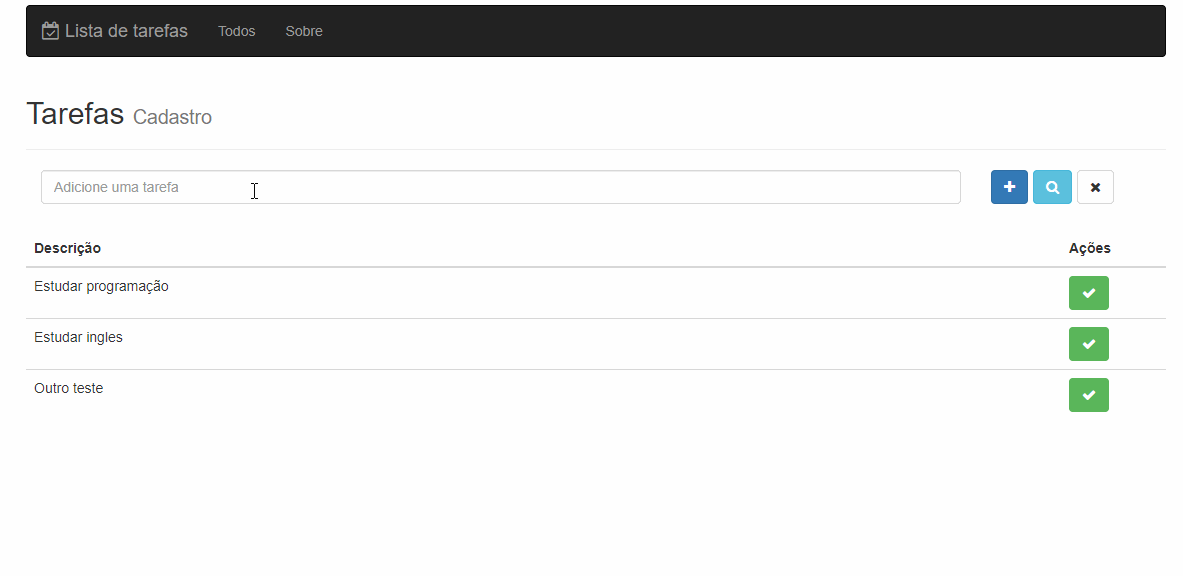 Lista de tarefas Todos Sobre
Tarefas Cadastro
Adicione uma tarefa
Descrição Ações
Estudar programação
Estudar ingles
Outro teste